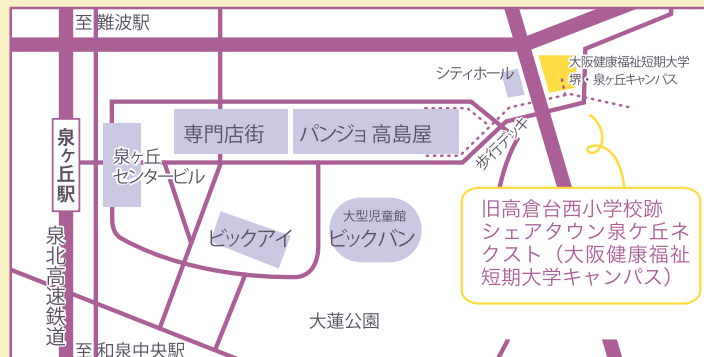 至 難波駅
大阪健康福祉短期大学
堺・泉ケ丘キャンパス
シティホール
専門店街
パンジョ 高島屋
歩行デッキ
泉ケ丘駅
泉ケ丘
センタービル
大型児童館
ビックバン
ビックアイ
旧高倉台西小学校跡
シェアタウン泉ケ丘ネ
クスト（大阪健康福祉
短期大学キャンパス）
泉北高速鉄道
大蓮公園
至 和泉中央駅